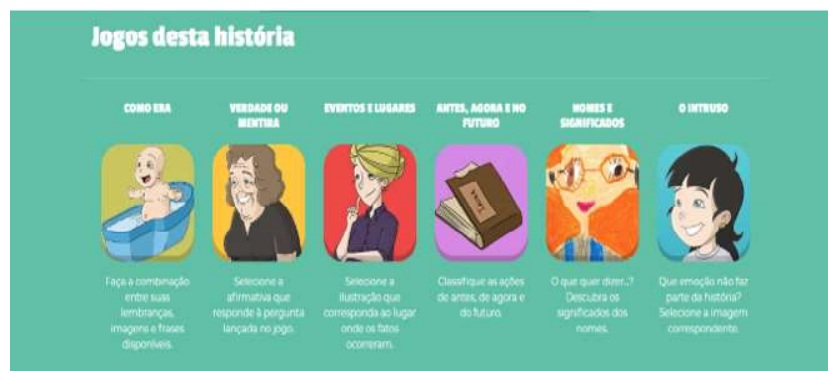 Jogos desta história
COMO ERA
VERDADE OU
MENTIRA
EVENTOS E LUGARES
ANTES, AGORA E NO
FUTURO
NOMES E
SIGNIFICADOS
O INTRUSO
Faça a combinação
entre suas
lembranças,
imagens e frases
disponíveis.
Selecione a
afirmativa que
responde à pergunta
lançada no jogo.
Selecione a
ilustração que
corresponda ao lugar
onde os fatos
ocorreram.
Classifique as ações
de antes, de agora e
do futuro.
O que quer dizer..?
Descubra os
significados dos
nomes.
Que emoção não faz
parte da história?
Selecione a imagem
correspondente.